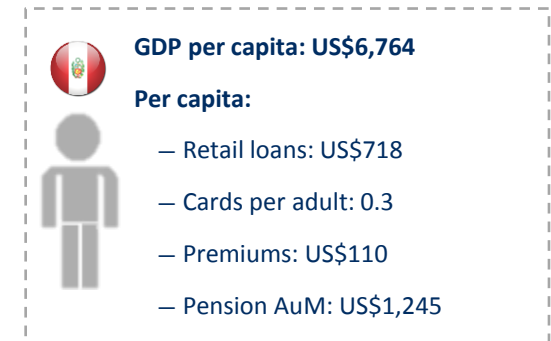 GDP per capita: US$6,764
Per capita:
— Retail loans: US$718
— Cards per adult: 0.3
— Premiums: US$110
— Pension AuM: US$1,245